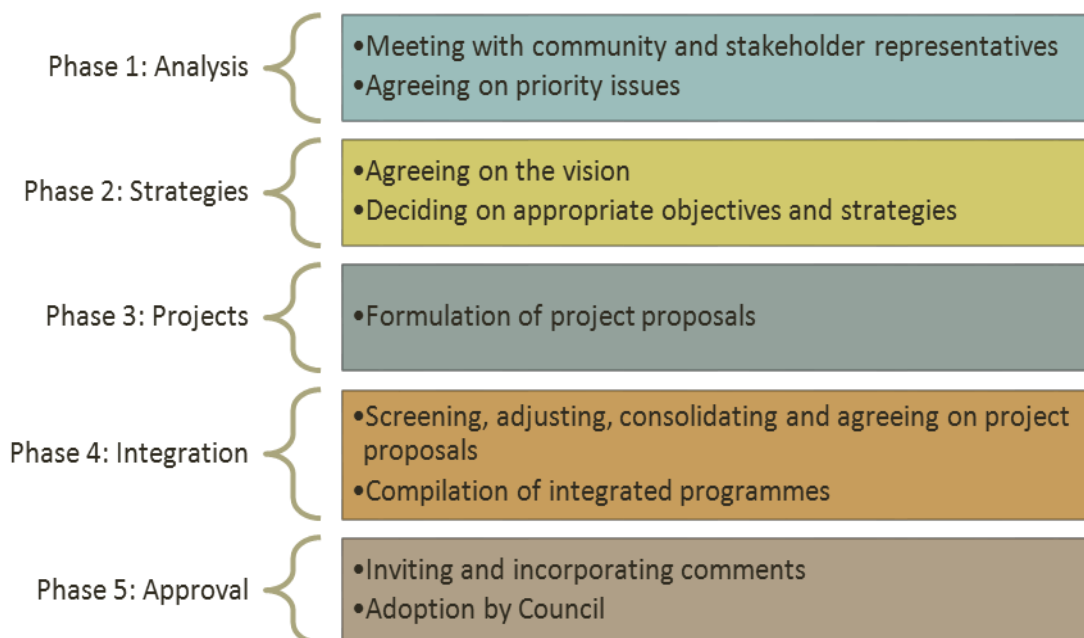 Phase 1: Analysis
•Meeting with community and stakeholder representatives
•Agreeing on priority issues
Phase 2: Strategies
•Agreeing on the vision
•Deciding on appropriate objectives and strategies
Phase 3: Projects
•Formulation of project proposals
Phase 4: Integration
•Screening, adjusting, consolidating and agreeing on project
proposals
•Compilation of integrated programmes
Phase 5: Approval
•Inviting and incorporating comments
•Adoption by Council